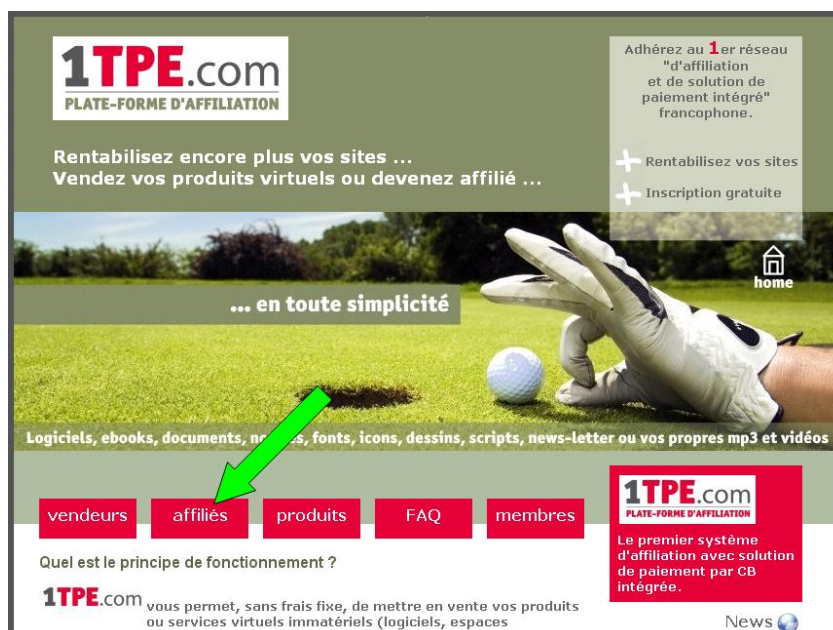 1TPE.com
PLATE-FORME D'AFFILIATION
Adhérez au 1er réseau
"d'affiliation
et de solution de
paiement intégré"
francophone.
Rentabilisez encore plus vos sites ...
Vendez vos produits virtuels ou devenez affilié ...
Rentabilisez vos sites
Inscription gratuite
home
... en toute simplicité
Logiciels, ebooks, documents, fonts, icons, dessins, scripts, news-letter ou vos propres mp3 et vidéos
vendeurs
affiliés
produits
FAQ
membres
1TPE.com
PLATE-FORME D'AFFILIATION
Le premier système
d'affiliation avec solution
de paiement par CB
intégrée.
Quel est le principe de fonctionnement ?
1TPE.com vous permet, sans frais fixe, de mettre en vente vos produits
ou services virtuels immatériels (logiciels, espaces
News